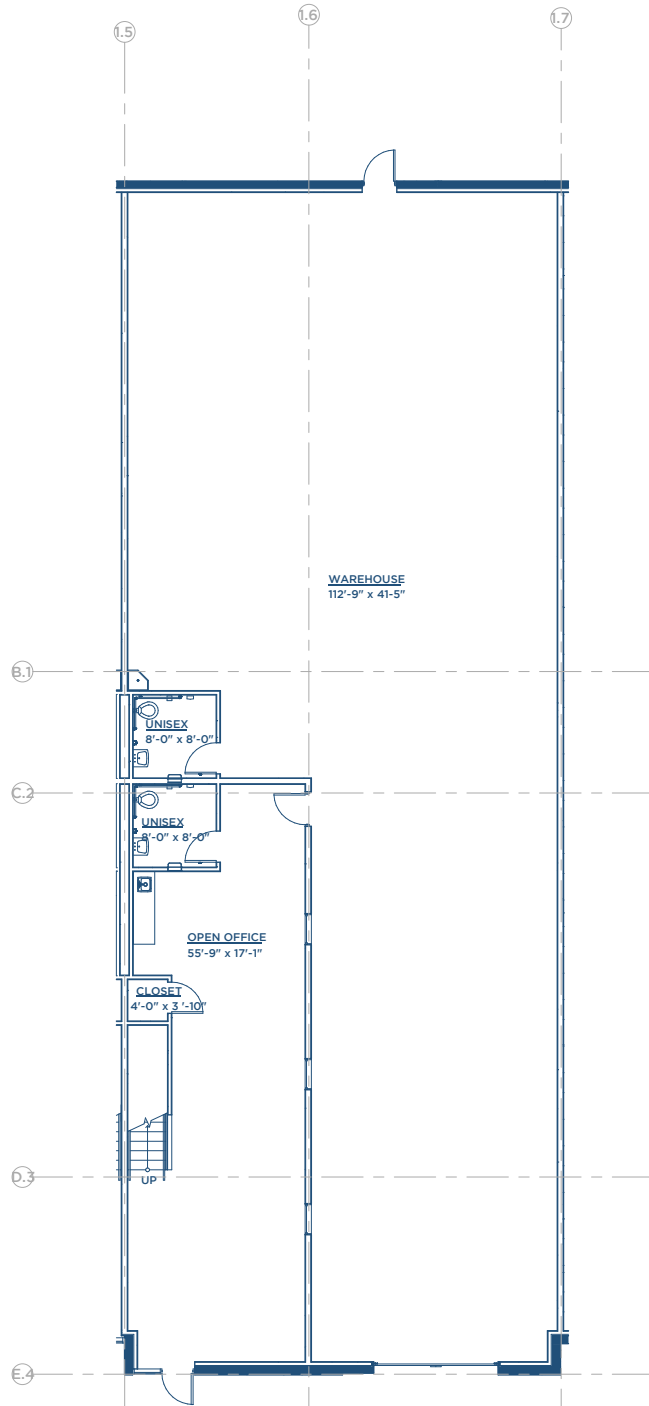 1.5
1.6
1.7
WAREHOUSE
112'-9" x 41-5"
B.1
UNISEX
8'-0" x 8'-0"
C.2
UNISEX
8'-0" x 8'-0"
OPEN OFFICE
55'-9" x 17'-1"
CLOSET
4'-0" x 3 '-10"
D.3
UP
E.4